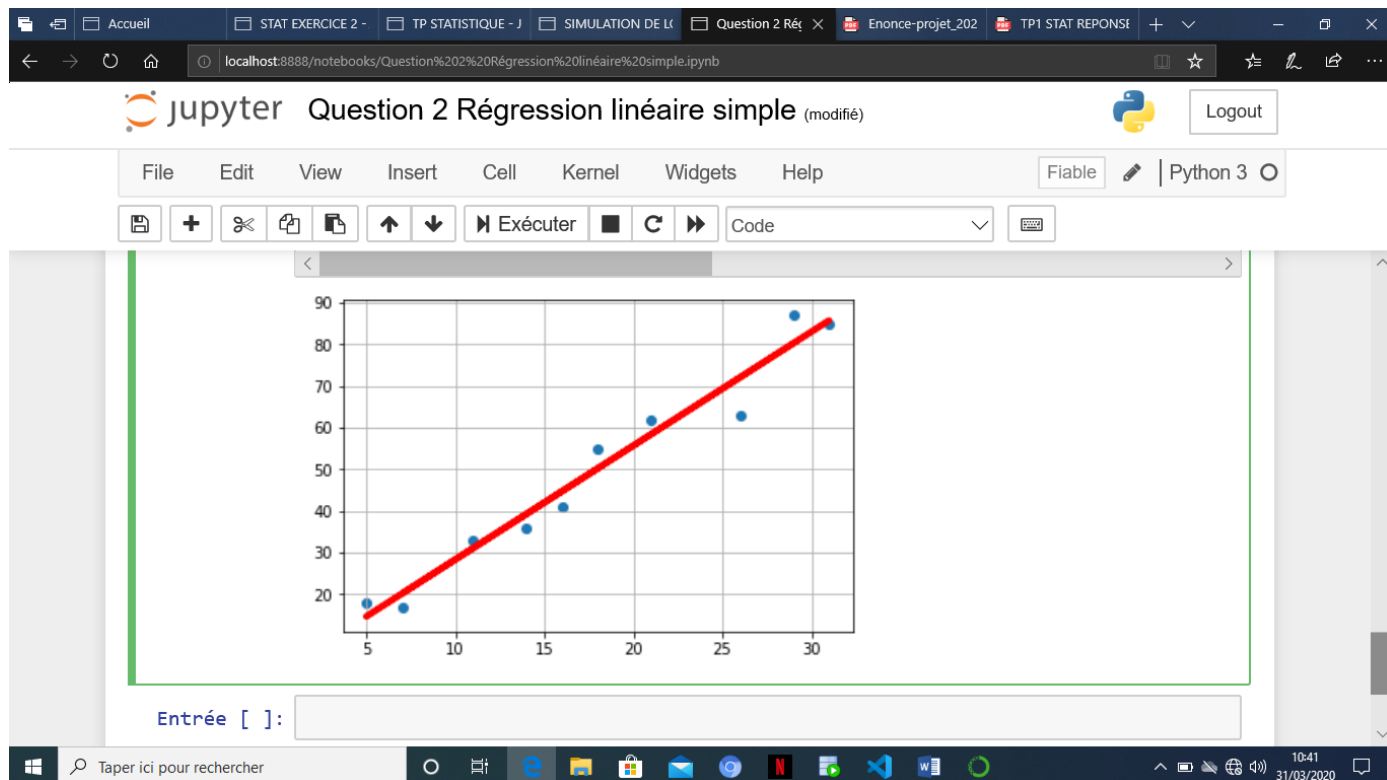 Accueil
STAT EXERCICE 2 -
TP STATISTIQUE - J
SIMULATION DE LO
Question 2 Rég
Enonce-projet_202
TP1 STAT REPONSE
localhost:8888/notebooks/Question%202%20Régression%20linéaire%20simple.ipynb
jupyter Question 2 Régression linéaire simple (modifié)
Logout
File Edit View Insert Cell Kernel Widgets Help
Fiable
Python 3
Exécuter
Code
90
80
70
60
50
40
30
20
5 10 15 20 25 30
Entrée [ ]:
Taper ici pour rechercher
10:41
31/03/2020